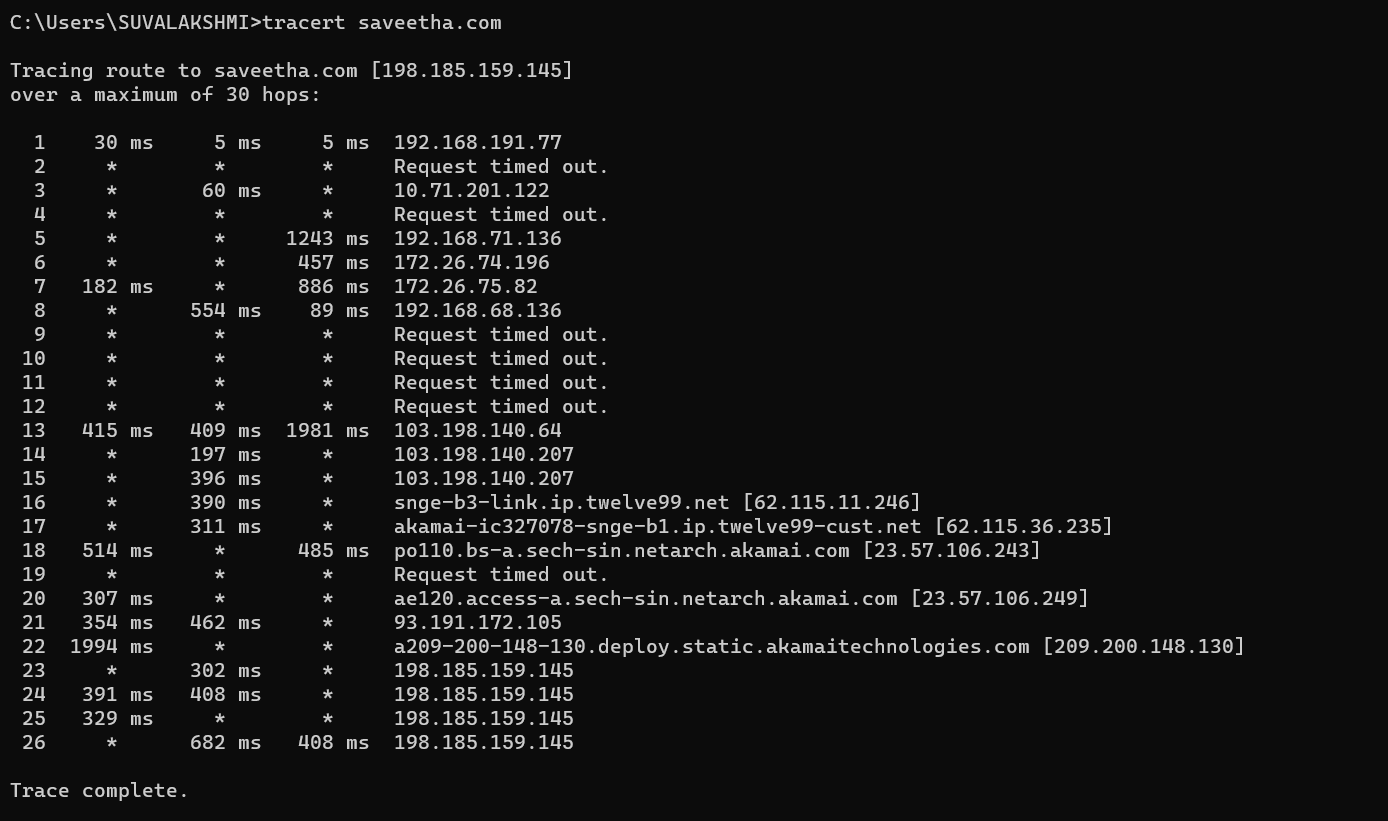 C:\Users\SUVALAKSHMI>tracert saveetha.com

Tracing route to saveetha.com [198.185.159.145]
over a maximum of 30 hops:

  1    30 ms     5 ms     5 ms  192.168.191.77
  2     *        *        *     Request timed out.
  3     *       60 ms     *     10.71.201.122
  4     *        *        *     Request timed out.
  5     *        *     1243 ms  192.168.71.136
  6     *        *      457 ms  172.26.74.196
  7   182 ms     *      886 ms  172.26.75.82
  8     *      554 ms    89 ms  192.168.68.136
  9     *        *        *     Request timed out.
 10     *        *        *     Request timed out.
 11     *        *        *     Request timed out.
 12     *        *        *     Request timed out.
 13   415 ms   409 ms  1981 ms  103.198.140.64
 14     *      197 ms     *     103.198.140.207
 15     *      396 ms     *     103.198.140.207
 16     *      390 ms     *     snge-b3-link.ip.twelve99.net [62.115.11.246]
 17     *      311 ms     *     akamai-ic327078-snge-b1.ip.twelve99-cust.net [62.115.36.235]
 18   514 ms     *      485 ms  po110.bs-a.sech-sin.netarch.akamai.com [23.57.106.243]
 19     *        *        *     Request timed out.
 20   307 ms     *        *     ae120.access-a.sech-sin.netarch.akamai.com [23.57.106.249]
 21   354 ms   462 ms     *     93.191.172.105
 22  1994 ms     *        *     a209-200-148-130.deploy.static.akamaitechnologies.com [209.200.148.130]
 23     *      302 ms     *     198.185.159.145
 24   391 ms   408 ms     *     198.185.159.145
 25   329 ms     *        *     198.185.159.145
 26     *      682 ms   408 ms  198.185.159.145

Trace complete.